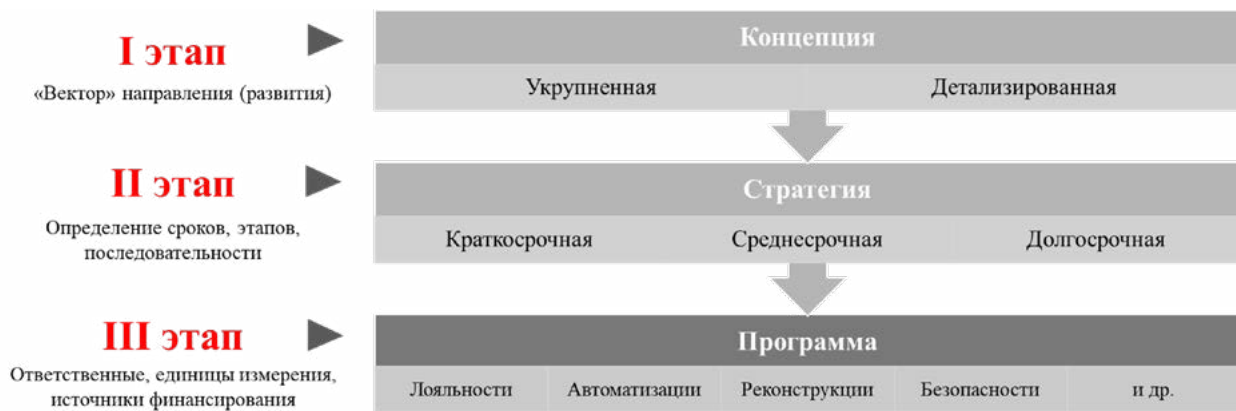 I этап
«Вектор» направления (развития)
Концепция
Укрупненная Детализированная
II этап
Определение сроков, этапов,
последовательности
Стратегия
Краткосрочная Среднесрочная Долгосрочная
III этап
Ответственные, единицы измерения,
источники финансирования
Программа
Лояльности Автоматизации Реконструкции Безопасности и др.